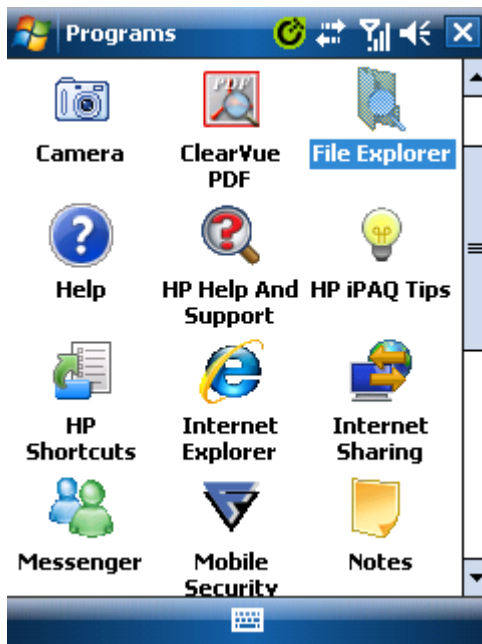 Programs
Camera
ClearVue
PDF
File Explorer
Help
HP Help And
Support
HP iPAQ Tips
HP
Shortcuts
Internet
Explorer
Internet
Sharing
Messenger
Mobile
Security
Notes